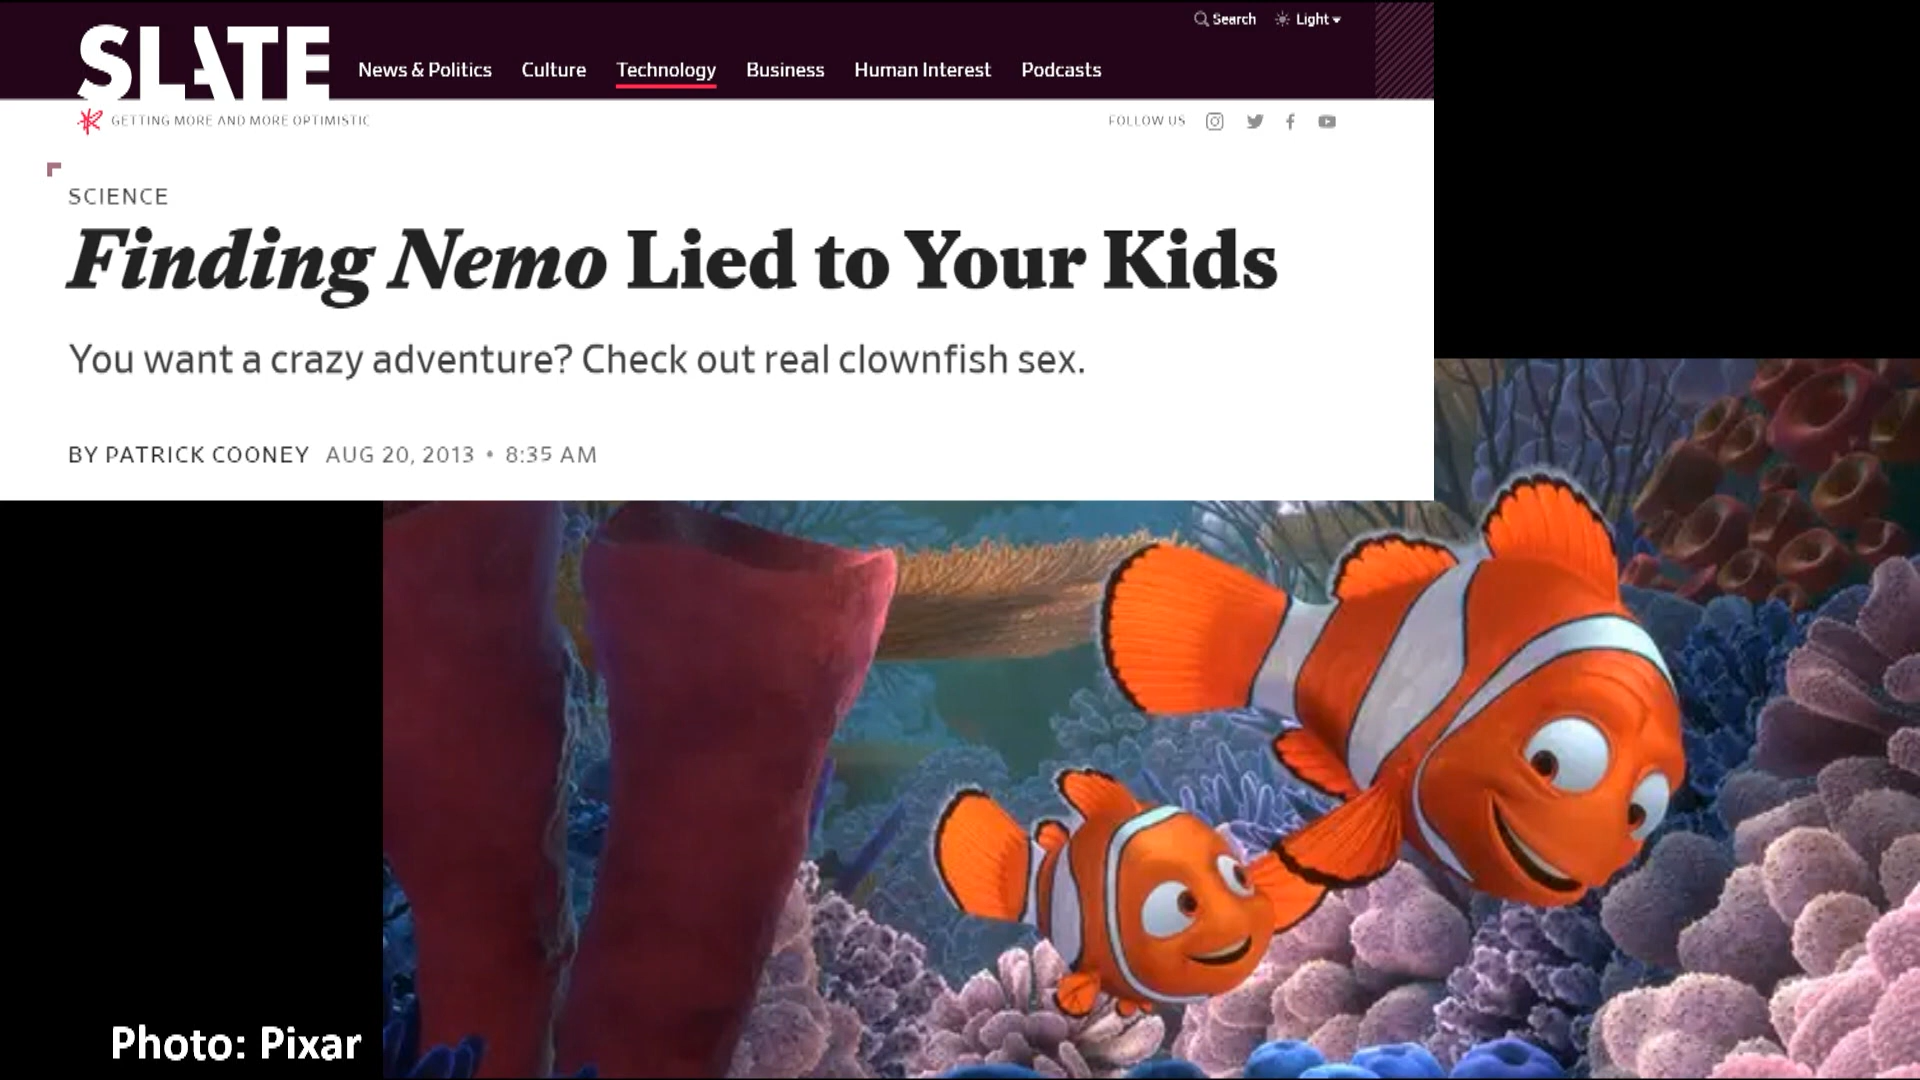 Search Light
SLATE
News & Politics Culture Technology Business Human Interest Podcasts
GETTING MORE AND MORE OPTIMISTIC
FOLLOW US
SCIENCE
Finding Nemo Lied to Your Kids
You want a crazy adventure? Check out real clownfish sex.
BY PATRICK COONEY AUG 20, 2013 • 8:35 AM
Photo: Pixar